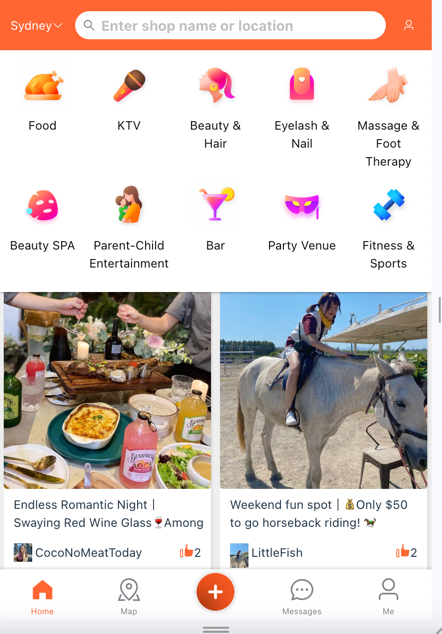 Sydney
Enter shop name or location
Food
KTV
Beauty &
Hair
Eyelash &
Nail
Massage &
Foot
Therapy
Beauty SPA
Parent-Child
Entertainment
Bar
Party Venue
Fitness &
Sports
Endless Romantic Night |
Swaying Red Wine Glass🍷Among
CocoNoMeatToday
2
Weekend fun spot | 💰Only $50
to go horseback riding! 🐎
LittleFish
2
Home
Map
Messages
Me